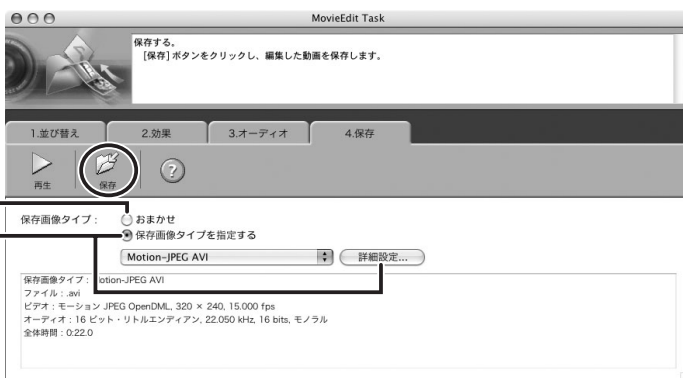 MovieEdit Task
保存する。
[保存] ボタンをクリックし、編集した動画を保存します。
1.並び替え
2.効果
3.オーディオ
4.保存
再生
保存
?
保存画像タイプ :
おまかせ
保存画像タイプを指定する
Motion-JPEG AVI
詳細設定...
保存画像タイプ : Motion-JPEG AVI
ファイル : .avi
ビデオ : モーション JPEG OpenDML, 320 × 240, 15.000 fps
オーディオ : 16 ビット・リトルエンディアン, 22.050 kHz, 16 bits, モノラル
全体時間 : 0:22.0